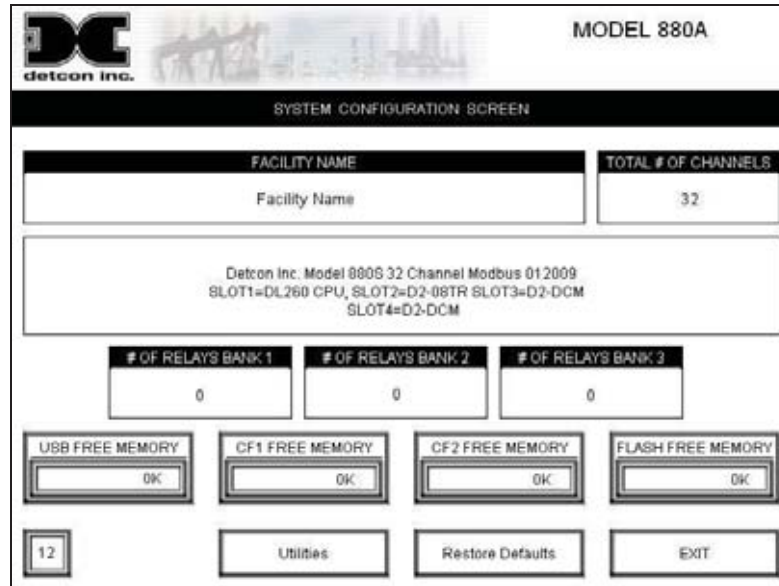 MODEL 880A
detcon inc.
SYSTEM CONFIGURATION SCREEN
FACILITY NAME
TOTAL # OF CHANNELS
Facility Name
32
Detcon Inc. Model 880S 32 Channel Modbus 012009
SLOT1=DL260 CPU, SLOT2=D2-08TR SLOT3=D2-DCM
SLOT4=D2-DCM
# OF RELAYS BANK 1
# OF RELAYS BANK 2
# OF RELAYS BANK 3
0
0
0
USB FREE MEMORY
CF1 FREE MEMORY
CF2 FREE MEMORY
FLASH FREE MEMORY
0K
0K
0K
0K
12
Utilities
Restore Defaults
EXIT